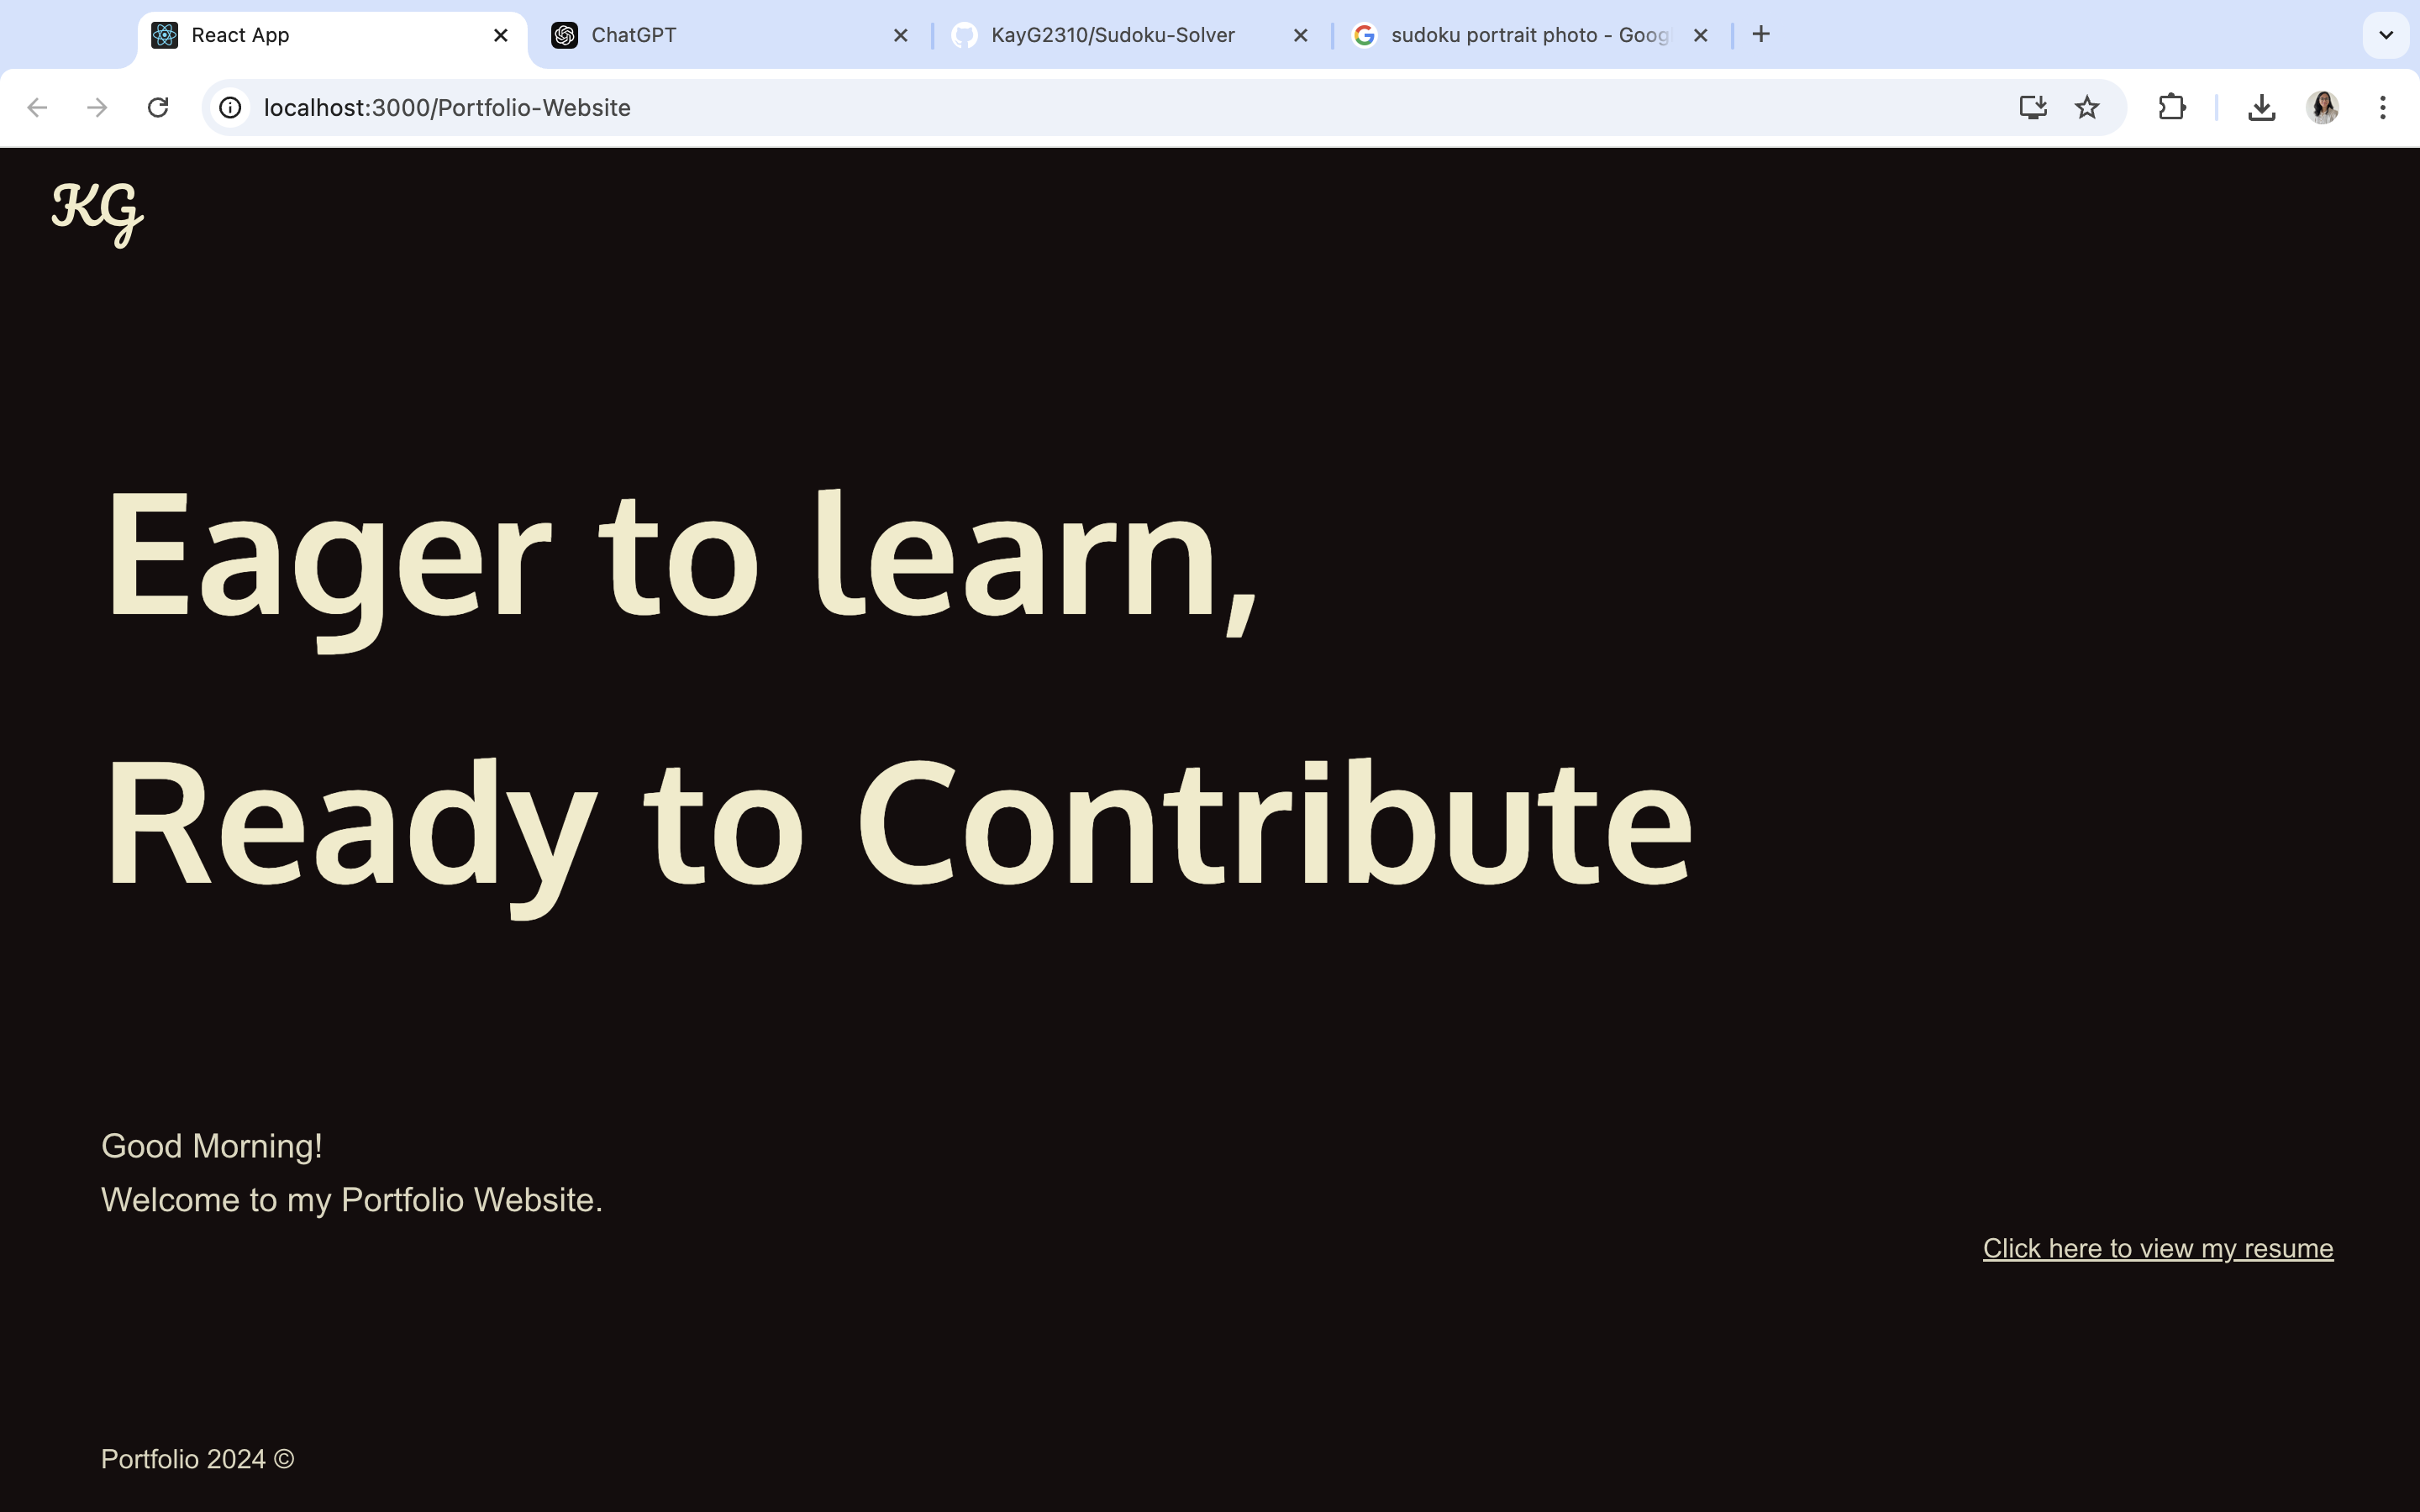 React App
ChatGPT
KayG2310/Sudoku-Solver
sudoku portrait photo - Goog
localhost:3000/Portfolio-Website
KG
Eager to learn,
Ready to Contribute
Good Morning!
Welcome to my Portfolio Website.
Click here to view my resume
Portfolio 2024 ©